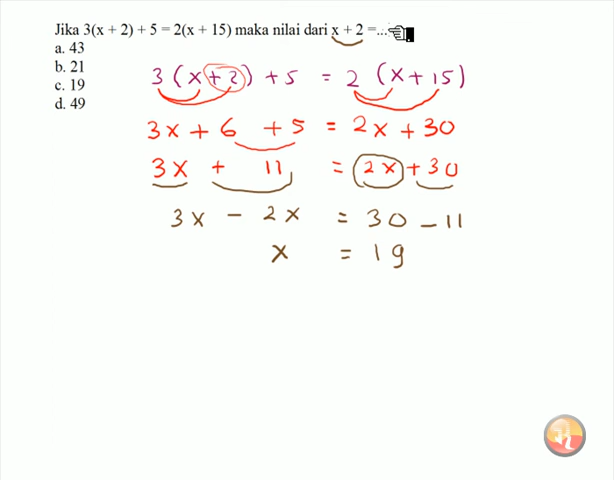 Jika 3(x + 2) + 5 = 2(x + 15) maka nilai dari x + 2 =...
a. 43
b. 21
c. 19
d. 49
3 (x + 2) + 5 = 2 (x + 15)
3x + 6 + 5 = 2x + 30
3x + 11 = 2x + 30
3x - 2x = 30 - 11
x = 19